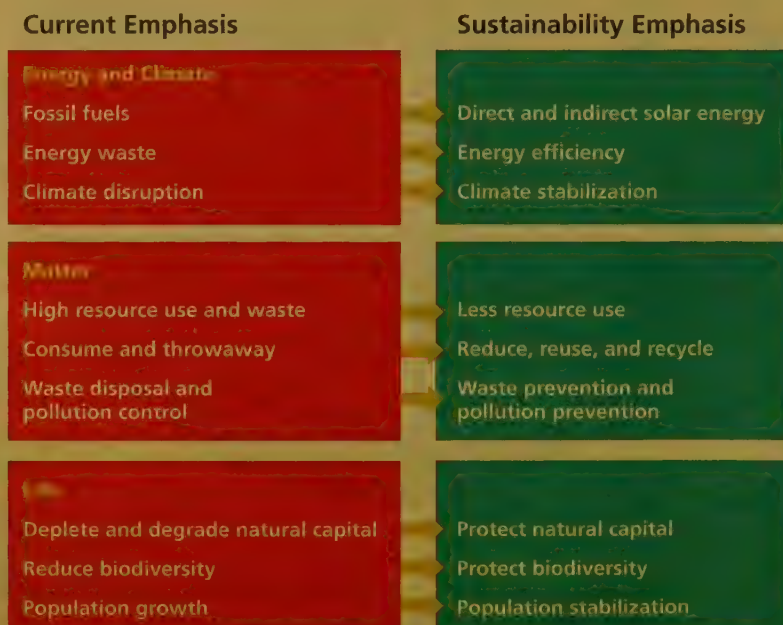 Current Emphasis
Sustainability Emphasis
Energy and Climate
Fossil fuels
Direct and indirect solar energy
Energy waste
Energy efficiency
Climate disruption
Climate stabilization
Matter
High resource use and waste
Less resource use
Consume and throwaway
Reduce, reuse, and recycle
Waste disposal and
pollution control
Waste prevention and
pollution prevention
Deplete and degrade natural capital
Protect natural capital
Reduce biodiversity
Protect biodiversity
Population growth
Population stabilization